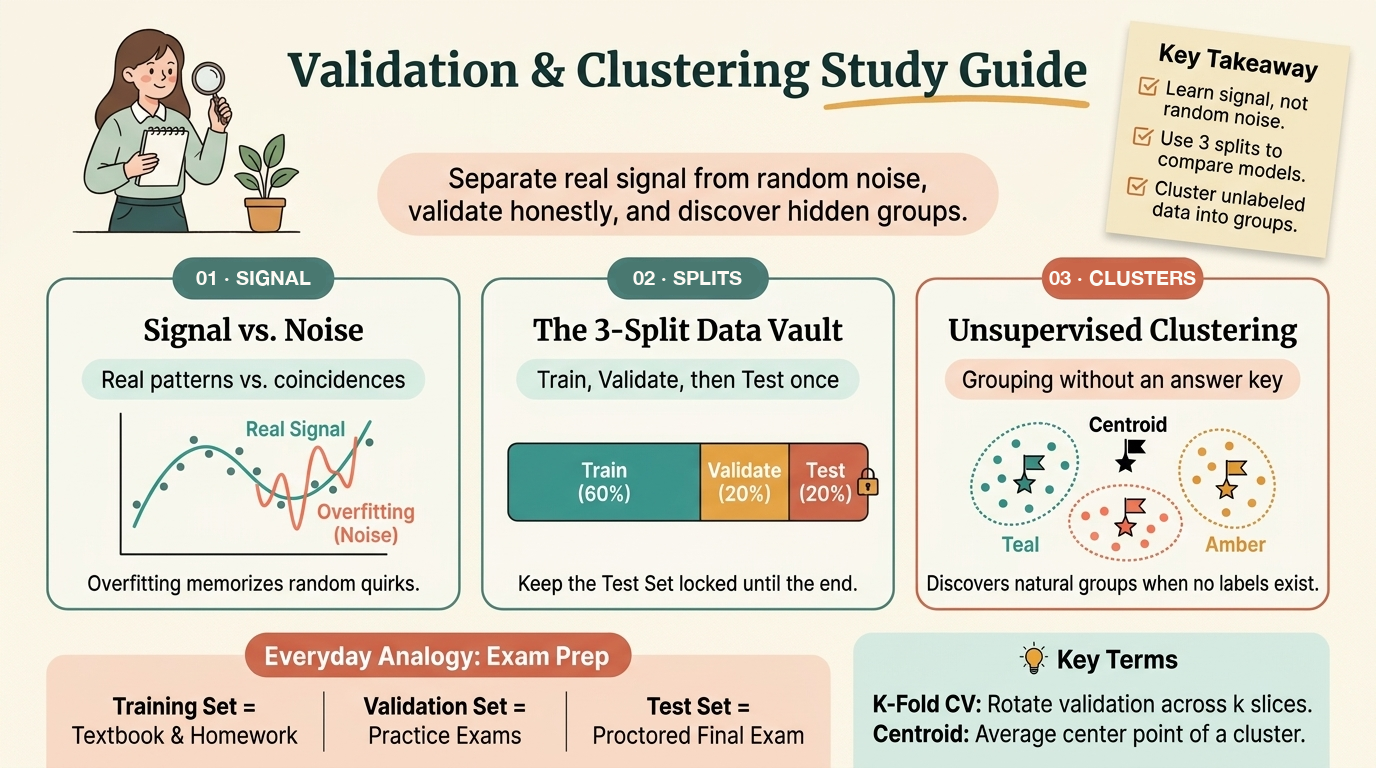 Validation & Clustering Study Guide
Separate real signal from random noise,
validate honestly, and discover hidden groups.
Key Takeaway
Learn signal, not
random noise.
Use 3 splits to
compare models.
Cluster unlabeled
data into groups.
01 · SIGNAL
Signal vs. Noise
Real patterns vs. coincidences
Real Signal
Overfitting
(Noise)
Overfitting memorizes random quirks.
02 · SPLITS
The 3-Split Data Vault
Train, Validate, then Test once
Train
(60%)
Validate
(20%)
Test
(20%)
Keep the Test Set locked until the end.
03 · CLUSTERS
Unsupervised Clustering
Grouping without an answer key
Centroid
Teal
Amber
Discovers natural groups when no labels exist.
Everyday Analogy: Exam Prep
Training Set =
Textbook & Homework
Validation Set =
Practice Exams
Test Set =
Proctored Final Exam
Key Terms
K-Fold CV: Rotate validation across k slices.
Centroid: Average center point of a cluster.